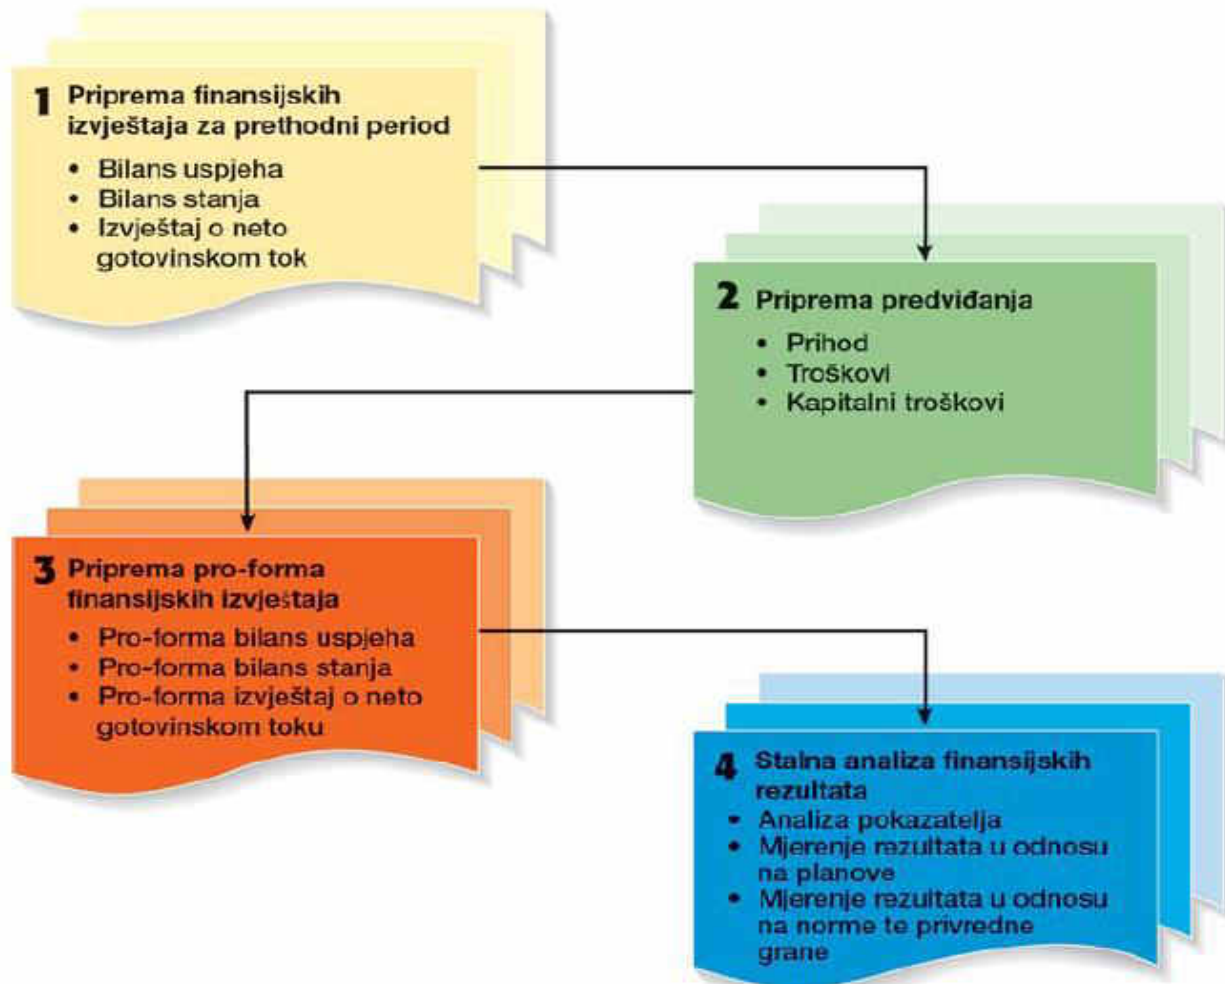 1 Priprema finansijskih
izvještaja za prethodni period
• Bilans uspjeha
• Bilans stanja
• Izvještaj o neto
gotovinskom tok
2 Priprema predviđanja
• Prihod
• Troškovi
• Kapitalni troškovi
3 Priprema pro-forma
finansijskih izvještaja
• Pro-forma bilans uspjeha
• Pro-forma bilans stanja
• Pro-forma izvještaj o neto
gotovinskom toku
4 Stalna analiza finansijskih
rezultata
• Analiza pokazatelja
• Mjerenje rezultata u odnosu
na planove
• Mjerenje rezultata u odnosu
na norme te privredne
grane